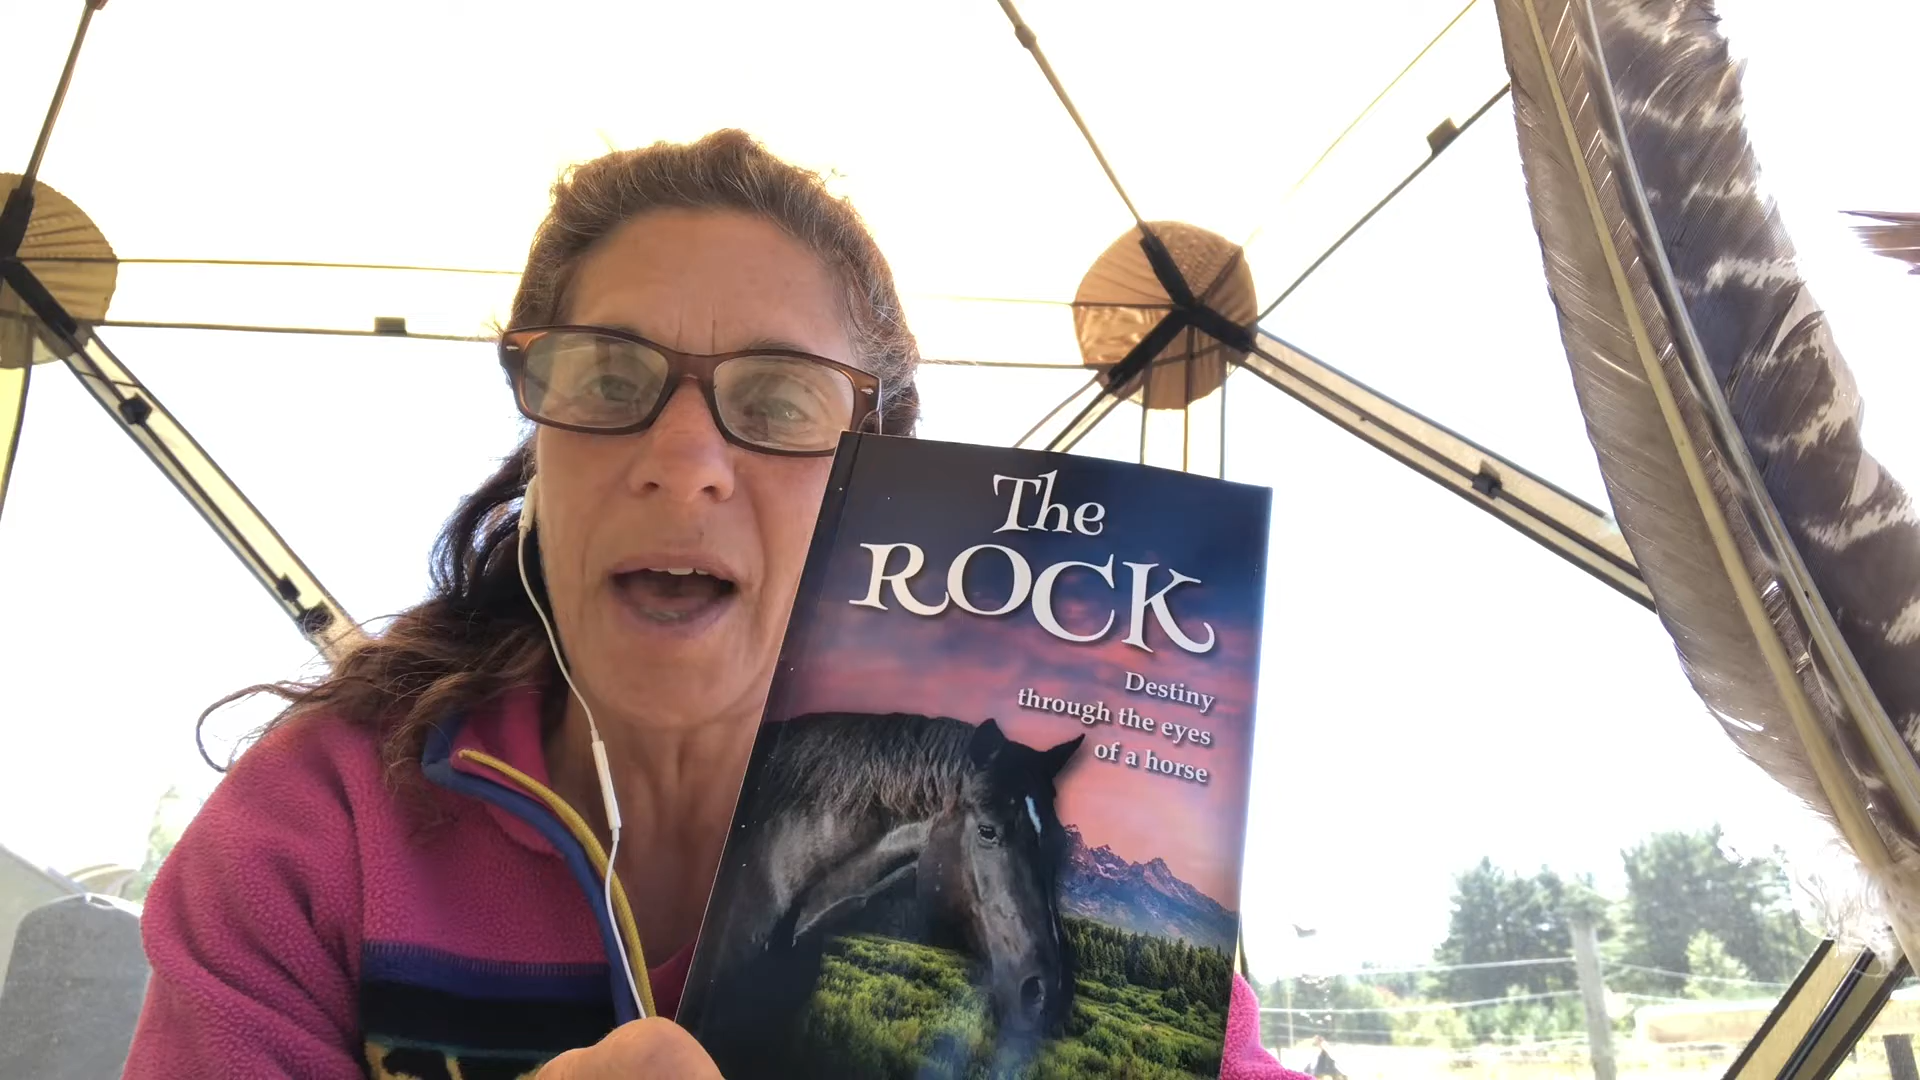 The
ROCK
Destiny
through the eyes
of a horse